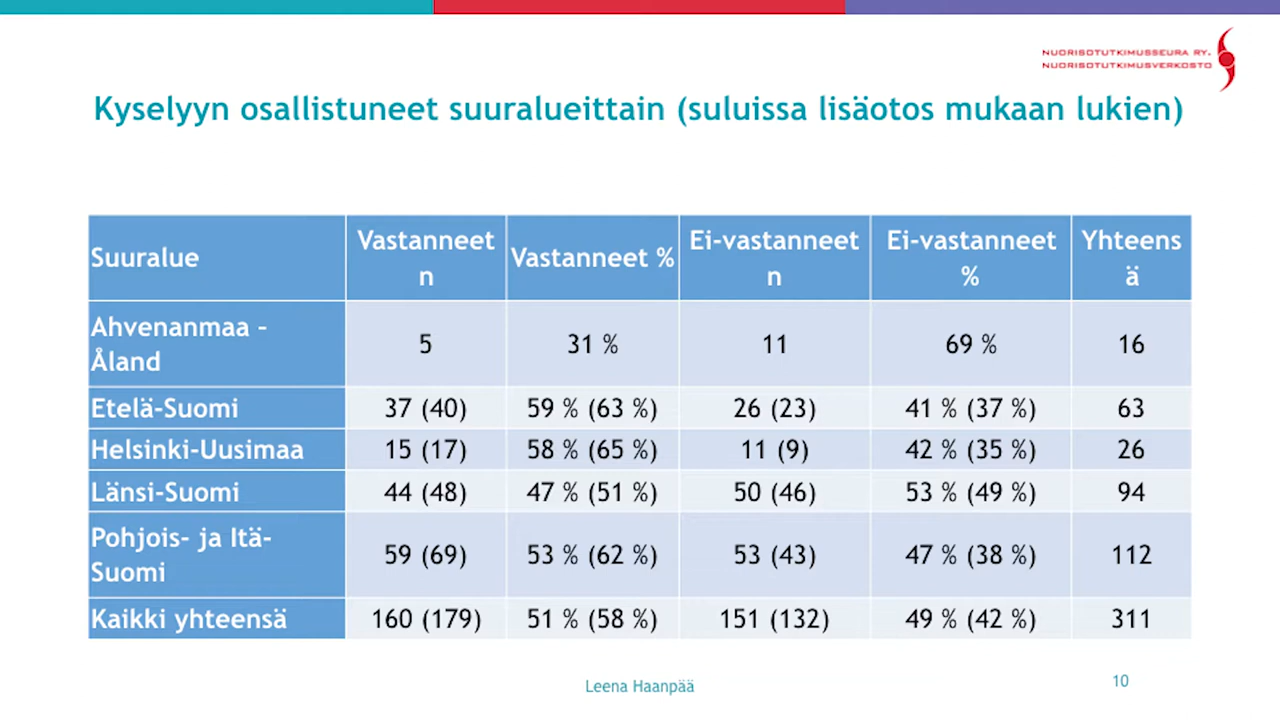 NUORISOTUTKIMUSSEURA RY.
NUORISOTUTKIMUSVERKOSTO
Kyselyyn osallistuneet suuralueittain (suluissa lisäotos mukaan lukien)
Suuralue Vastanneet n Vastanneet % Ei-vastanneet n Ei-vastanneet % Yhteensä
Ahvenanmaa – Åland 5 31 % 11 69 % 16
Etelä-Suomi 37 (40) 59 % (63 %) 26 (23) 41 % (37 %) 63
Helsinki-Uusimaa 15 (17) 58 % (65 %) 11 (9) 42 % (35 %) 26
Länsi-Suomi 44 (48) 47 % (51 %) 50 (46) 53 % (49 %) 94
Pohjois- ja Itä-Suomi 59 (69) 53 % (62 %) 53 (43) 47 % (38 %) 112
Kaikki yhteensä 160 (179) 51 % (58 %) 151 (132) 49 % (42 %) 311
Leena Haanpää
10